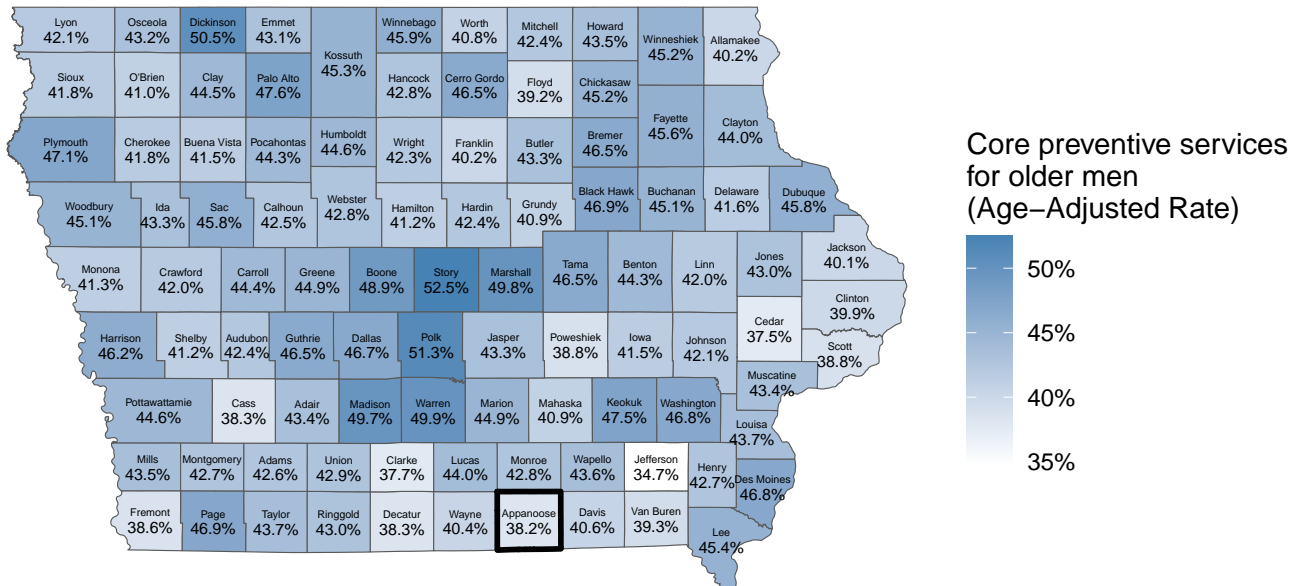 Lyon
42.1%
Osceola
43.2%
Dickinson
50.5%
Emmet
43.1%
Kossuth
45.3%
Winnebago
45.9%
Worth
40.8%
Mitchell
42.4%
Howard
43.5%
Winneshiek
45.2%
Allamakee
40.2%
Sioux
41.8%
O'Brien
41.0%
Clay
44.5%
Palo Alto
47.6%
Hancock
42.8%
Cerro Gordo
46.5%
Floyd
39.2%
Chickasaw
45.2%
Fayette
45.6%
Clayton
44.0%
Plymouth
47.1%
Cherokee
41.8%
Buena Vista
41.5%
Pocahontas
44.3%
Humboldt
44.6%
Wright
42.3%
Franklin
40.2%
Butler
43.3%
Bremer
46.5%
Woodbury
45.1%
Ida
43.3%
Sac
45.8%
Calhoun
42.5%
Webster
42.8%
Hamilton
41.2%
Hardin
42.4%
Grundy
40.9%
Black Hawk
46.9%
Buchanan
45.1%
Delaware
41.6%
Dubuque
45.8%
Monona
41.3%
Crawford
42.0%
Carroll
44.4%
Greene
44.9%
Boone
48.9%
Story
52.5%
Marshall
49.8%
Tama
46.5%
Benton
44.3%
Linn
42.0%
Jones
43.0%
Jackson
40.1%
Clinton
39.9%
Harrison
46.2%
Shelby
41.2%
Audubon
42.4%
Guthrie
46.5%
Dallas
46.7%
Polk
51.3%
Jasper
43.3%
Poweshiek
38.8%
Iowa
41.5%
Johnson
42.1%
Cedar
37.5%
Scott
38.8%
Muscatine
43.4%
Pottawattamie
44.6%
Cass
38.3%
Adair
43.4%
Madison
49.7%
Warren
49.9%
Marion
44.9%
Mahaska
40.9%
Keokuk
47.5%
Washington
46.8%
Louisa
43.7%
Mills
43.5%
Montgomery
42.7%
Adams
42.6%
Union
42.9%
Clarke
37.7%
Lucas
44.0%
Monroe
42.8%
Wapello
43.6%
Jefferson
34.7%
Henry
42.7%
Des Moines
46.8%
Fremont
38.6%
Page
46.9%
Taylor
43.7%
Ringgold
43.0%
Decatur
38.3%
Wayne
40.4%
Appanoose
38.2%
Davis
40.6%
Van Buren
39.3%
Lee
45.4%
Core preventive services
for older men
(Age−Adjusted Rate)
50%
45%
40%
35%